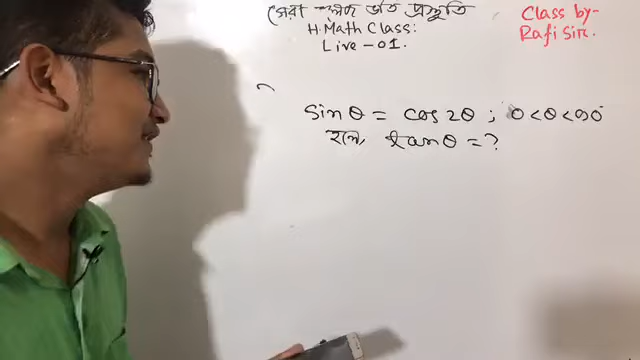 সেরা স্কুল ভর্তি প্রস্তুতি
H.Math Class:
Live-01.
Class by-
Rafi Sir.
sinθ = cos2θ ; 0<θ<90°
হলে, tanθ = ?